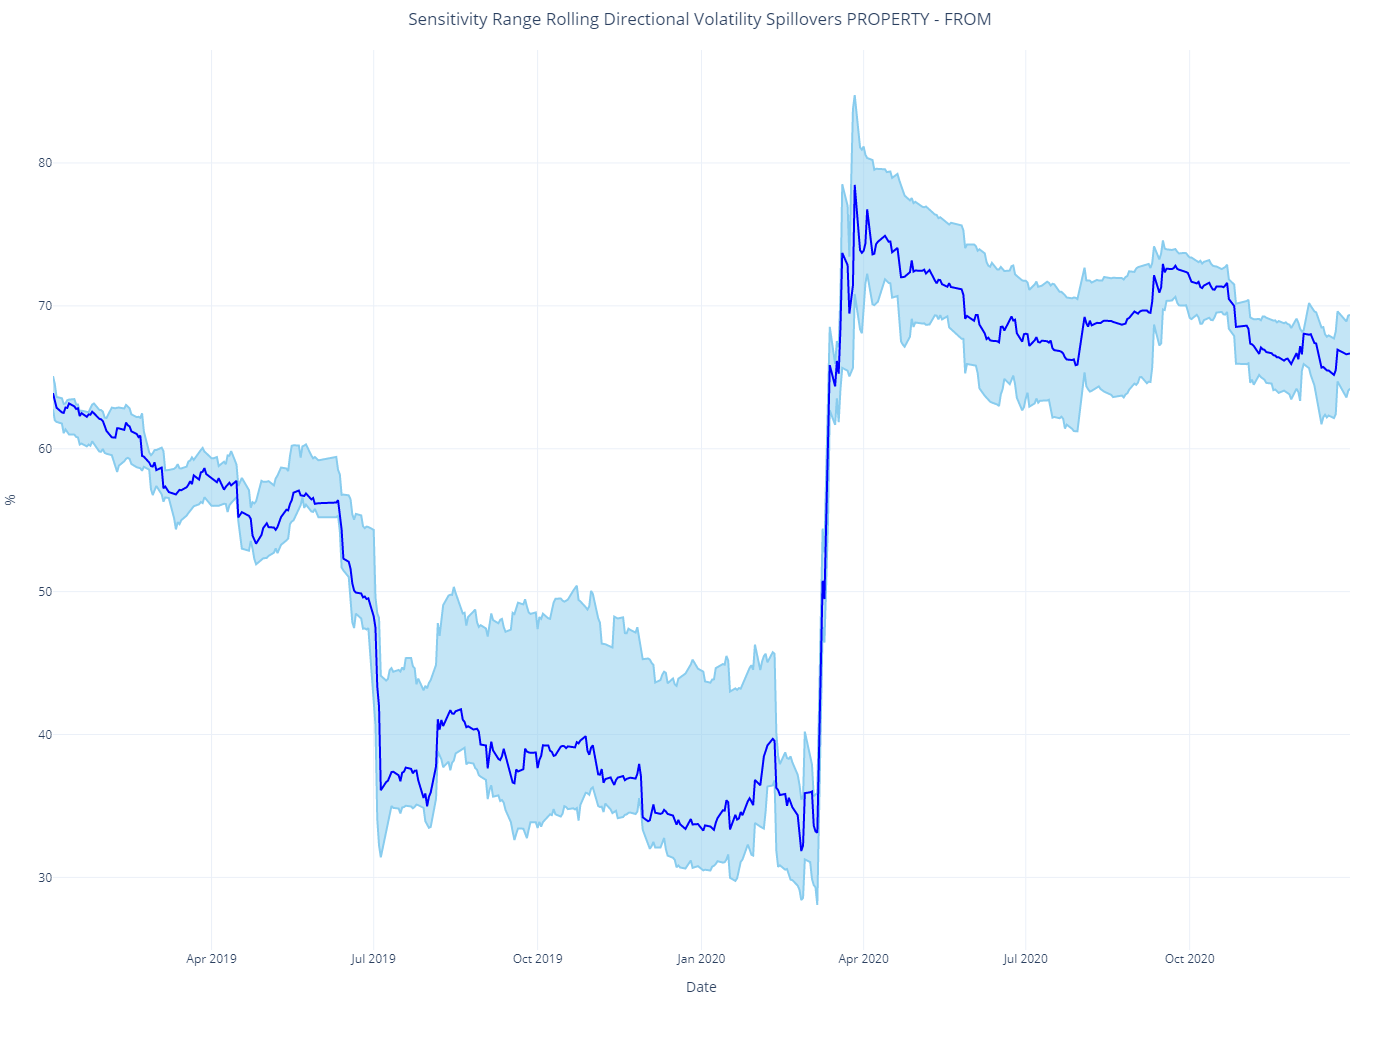 Sensitivity Range Rolling Directional Volatility Spillovers PROPERTY - FROM
80
70
60
50
40
30
%
Apr 2019
Jul 2019
Oct 2019
Jan 2020
Apr 2020
Jul 2020
Oct 2020
Date